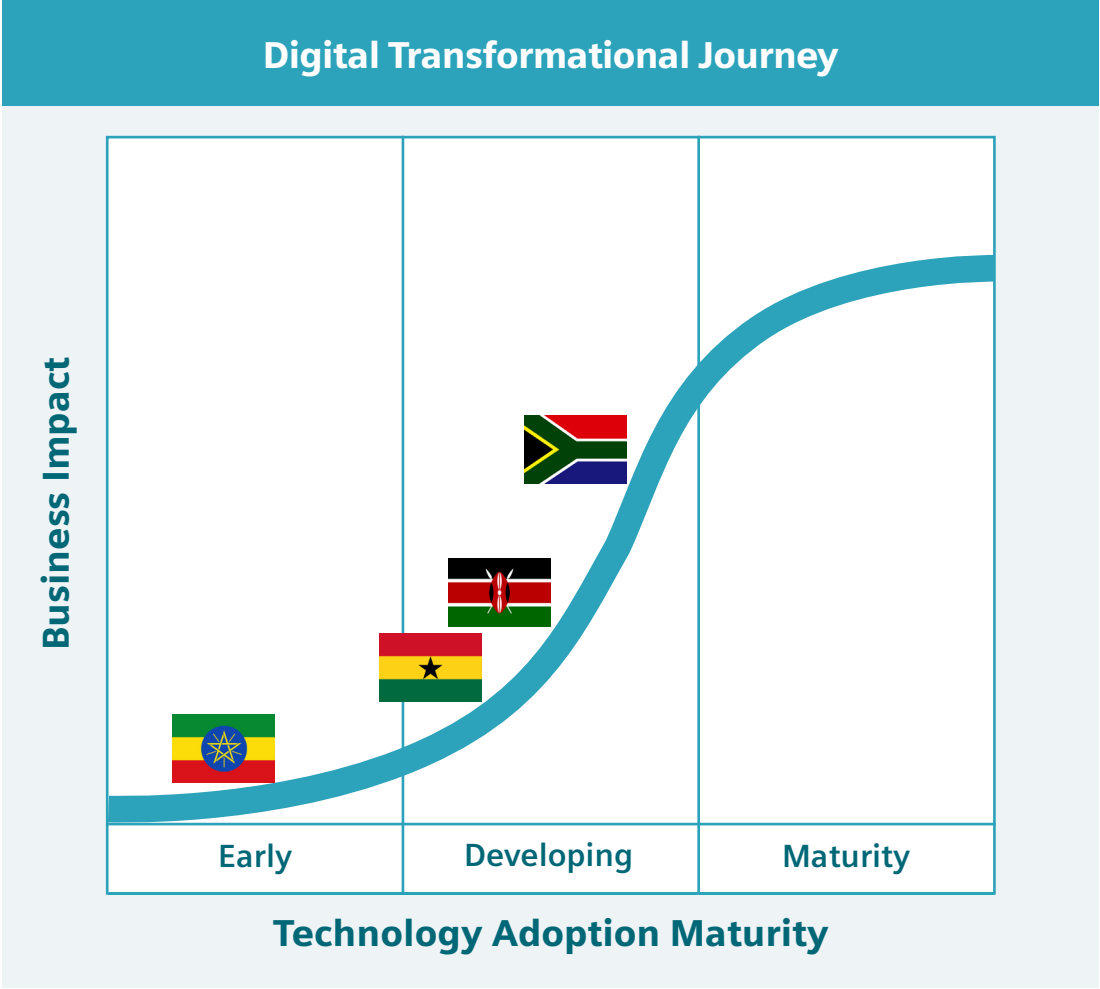 Digital Transformational Journey
Business Impact
Early
Developing
Maturity
Technology Adoption Maturity